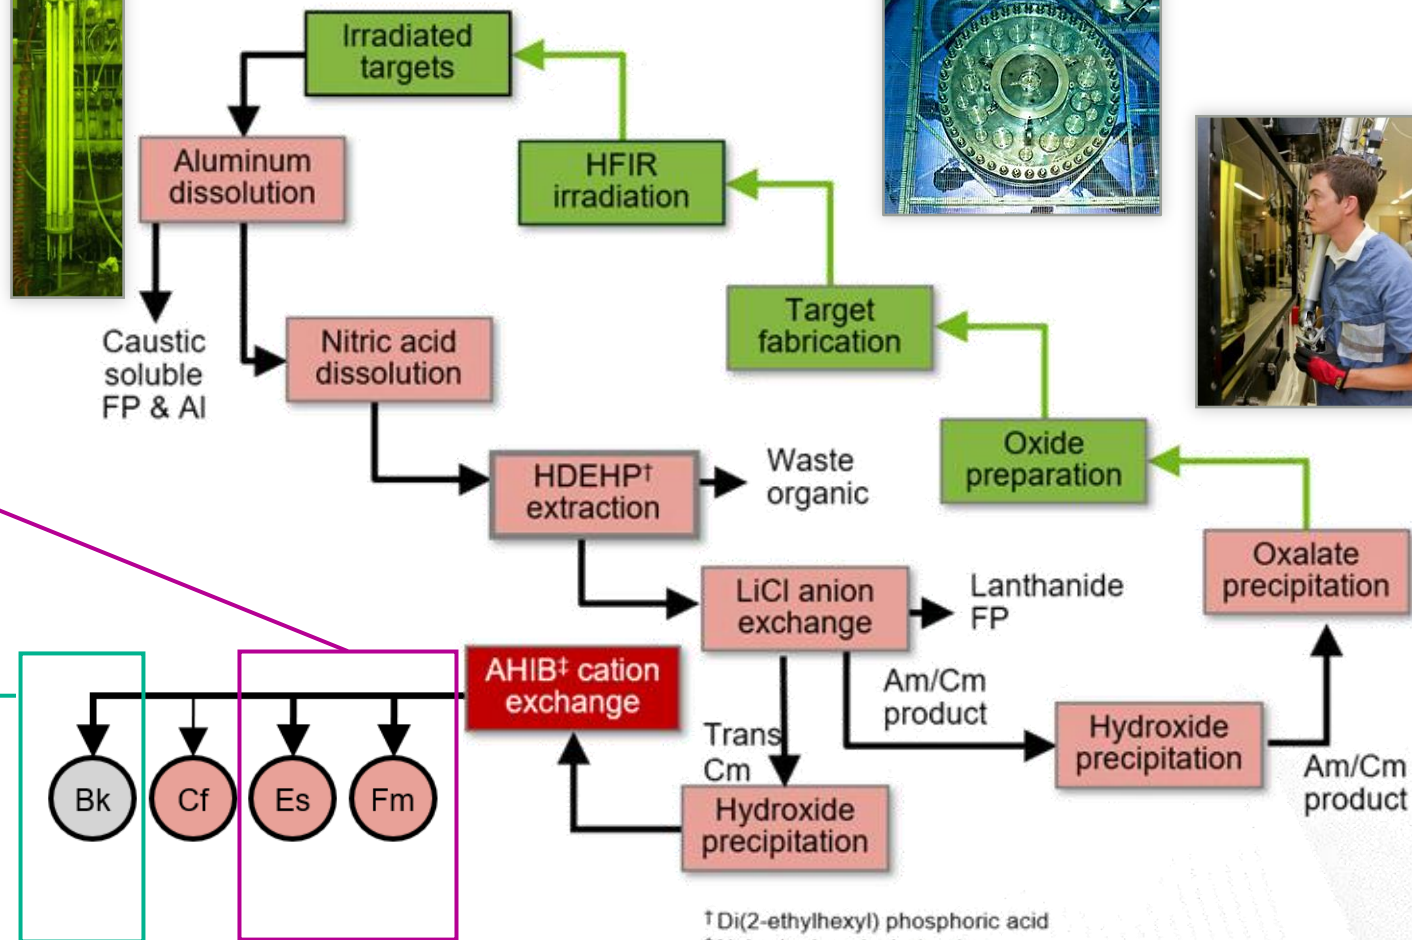 Irradiated
targets
Aluminum
dissolution
HFIR
irradiation
Caustic
soluble
FP & Al
Nitric acid
dissolution
Target
fabrication
HDEHP†
extraction
Waste
organic
Oxide
preparation
LiCl anion
exchange
Lanthanide
FP
Oxalate
precipitation
AHIB‡ cation
exchange
Am/Cm
product
Trans
Cm
Hydroxide
precipitation
Am/Cm
product
Bk
Cf
Es
Fm
Hydroxide
precipitation
† Di(2-ethylhexyl) phosphoric acid